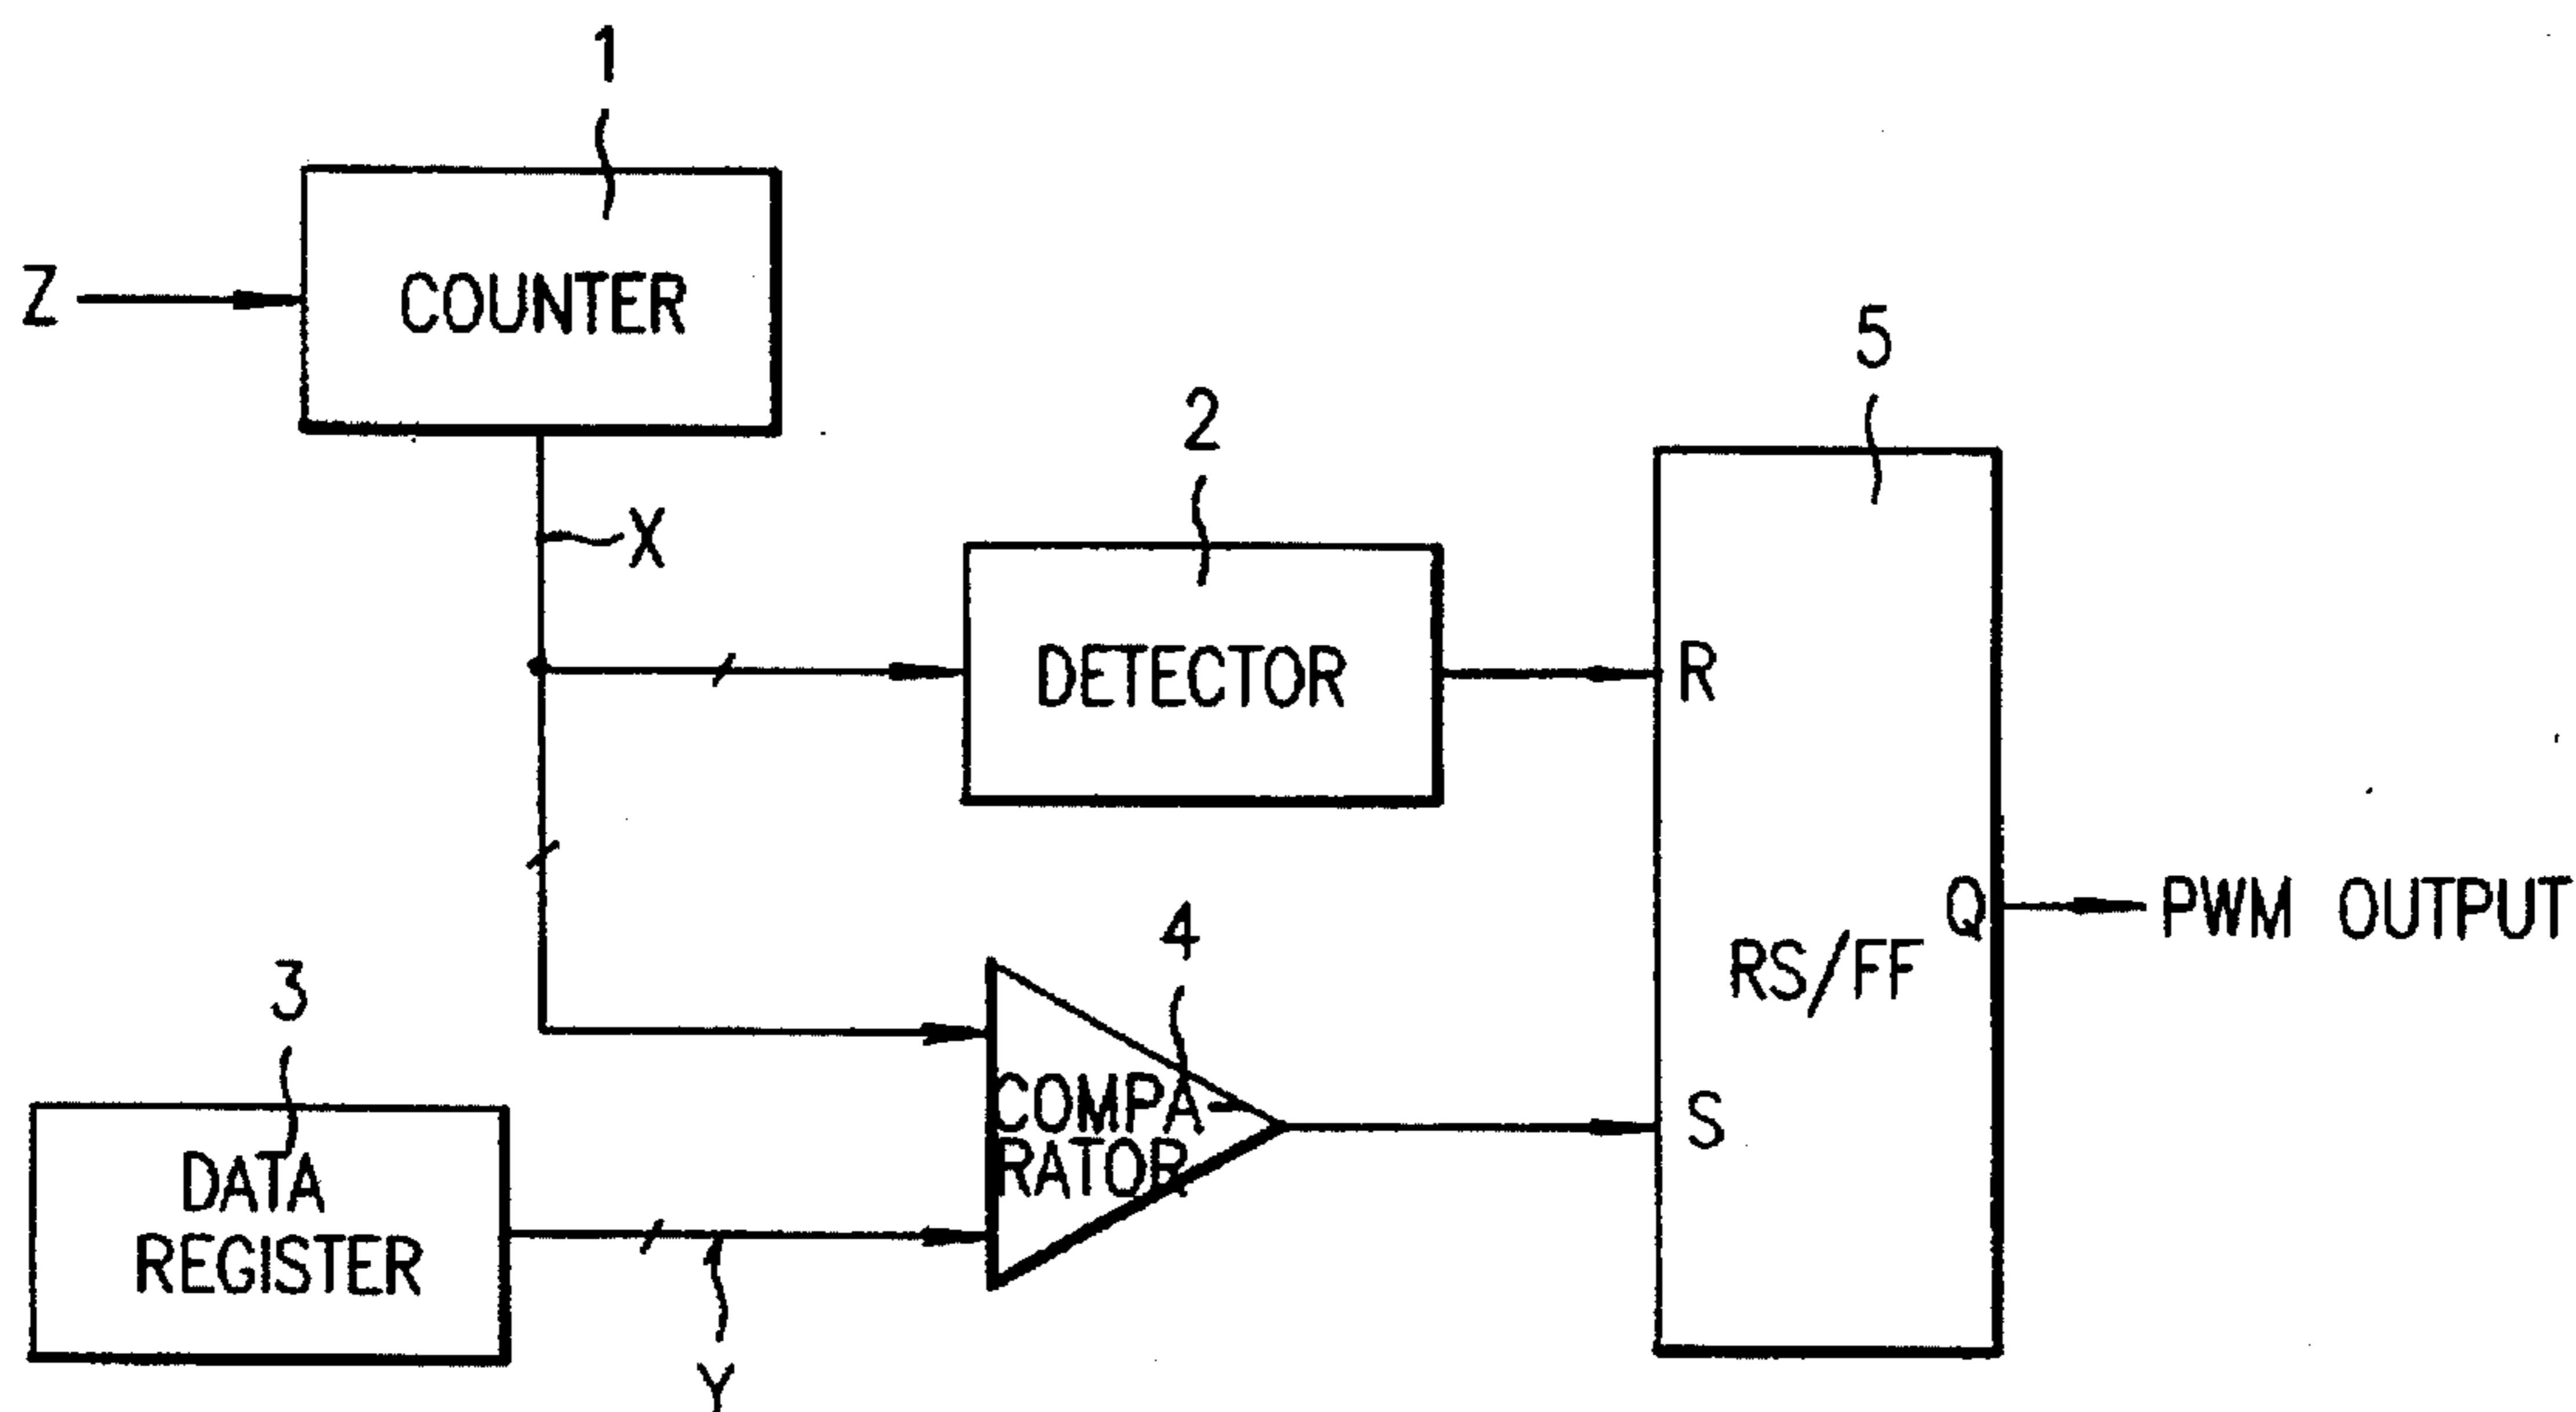 1
Z
COUNTER
X
2
DETECTOR
3
DATA
REGISTER
Y
4
COMPA-
RATOR
5
R
S
RS/FF
Q
PWM OUTPUT